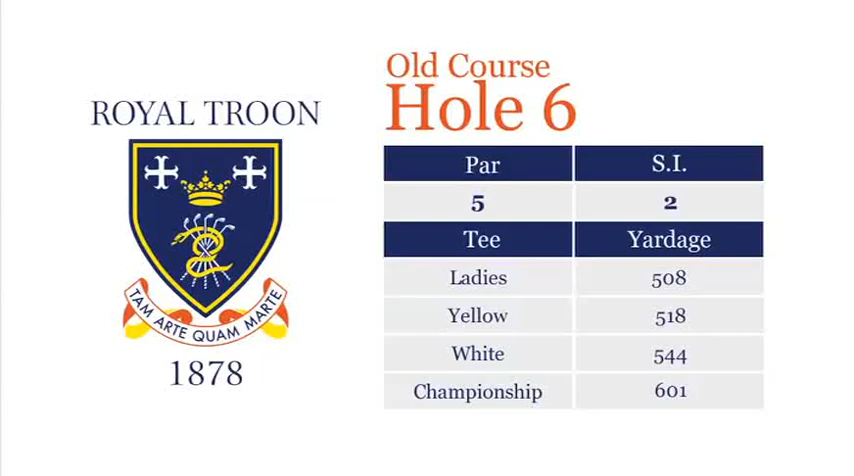 ROYAL TROON
TAM ARTE QUAM MARTE
1878
Old Course
Hole 6
Par S.I.
5 2
Tee Yardage
Ladies 508
Yellow 518
White 544
Championship 601